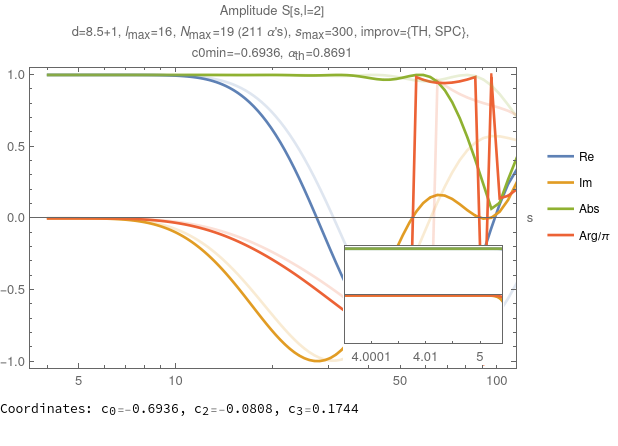 Amplitude S[s,l=2]
d=8.5+1, lmax=16, Nmax=19 (211 α's), smax=300, improv={TH, SPC},
c0min=−0.6936, αth=0.8691
1.0
0.5
0.0
−0.5
−1.0
5
10
50
100
s
4.0001
4.01
5
Re
Im
Abs
Arg/π
Coordinates: c0=-0.6936, c2=-0.0808, c3=0.1744